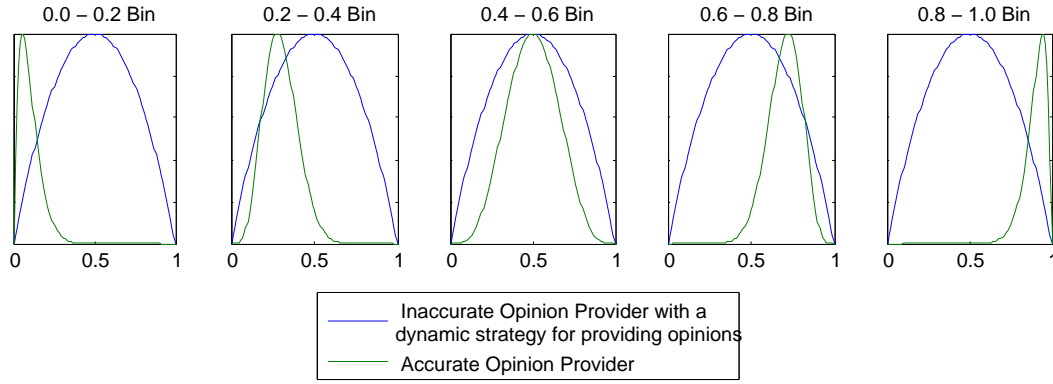 0.0 – 0.2 Bin
0.2 – 0.4 Bin
0.4 – 0.6 Bin
0.6 – 0.8 Bin
0.8 – 1.0 Bin
0 0.5 1
0 0.5 1
0 0.5 1
0 0.5 1
0 0.5 1
Inaccurate Opinion Provider with a
dynamic strategy for providing opinions
Accurate Opinion Provider